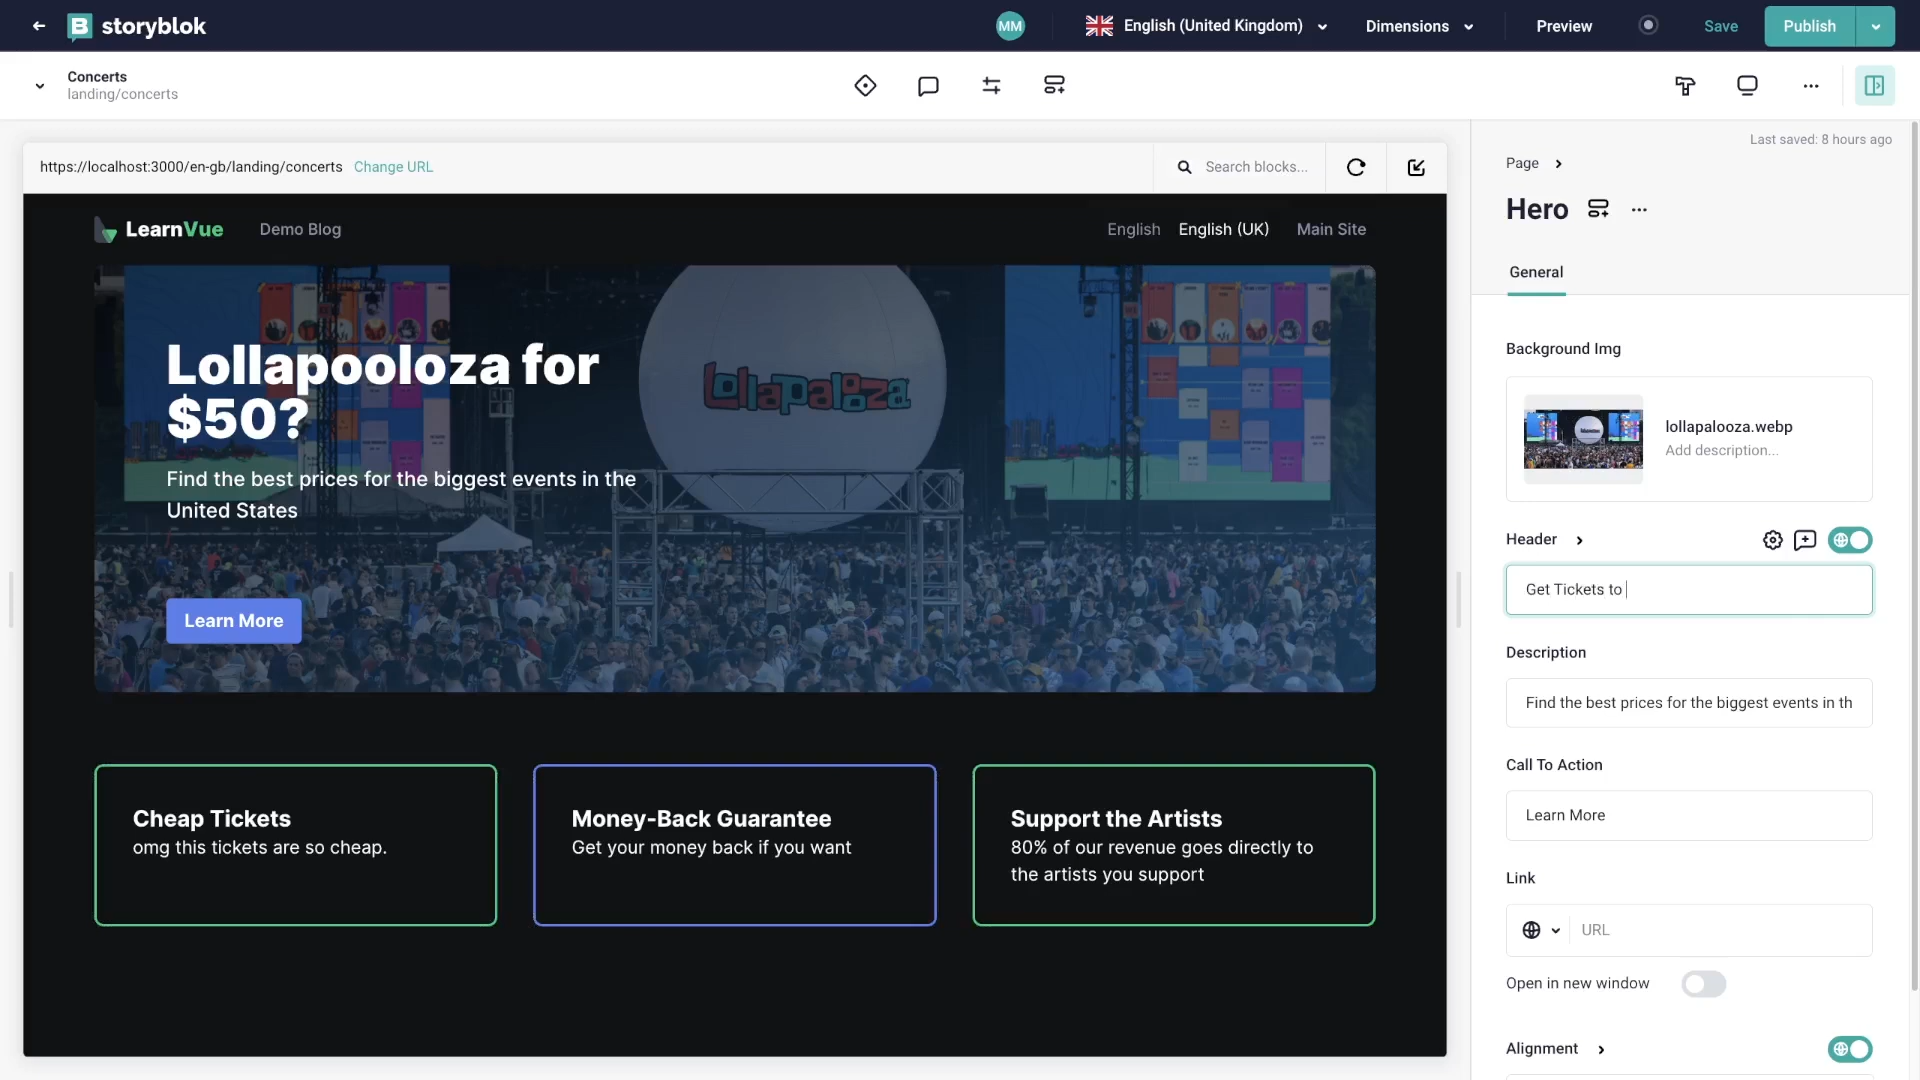 storyblok
MM
English (United Kingdom)
Dimensions
Preview
Save
Publish
Concerts
landing/concerts
https://localhost:3000/en-gb/landing/concerts Change URL
Search blocks...
LearnVue
Demo Blog
English
English (UK)
Main Site
lollapalooza
Lollapooloza for
$50?
Find the best prices for the biggest events in the
United States
Learn More
Cheap Tickets
omg this tickets are so cheap.
Money-Back Guarantee
Get your money back if you want
Support the Artists
80% of our revenue goes directly to
the artists you support
Last saved: 8 hours ago
Page
Hero
General
Background Img
lollapalooza.webp
Add description...
Header
Get Tickets to
Description
Find the best prices for the biggest events in th
Call To Action
Learn More
Link
URL
Open in new window
Alignment